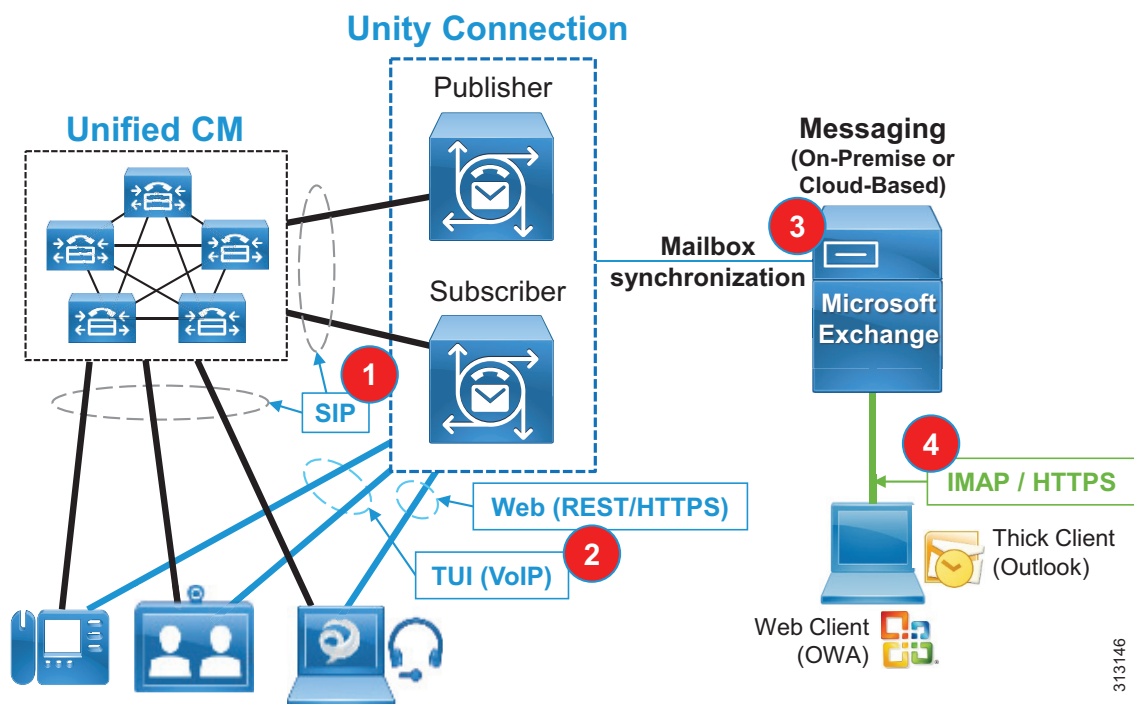 Unity Connection
Publisher
Unified CM
Messaging
(On-Premise or
Cloud-Based)
3
Mailbox
synchronization
Subscriber
Microsoft
Exchange
1
SIP
4
IMAP / HTTPS
Web (REST/HTTPS)
2
TUI (VoIP)
Thick Client
(Outlook)
Web Client
(OWA)
313146